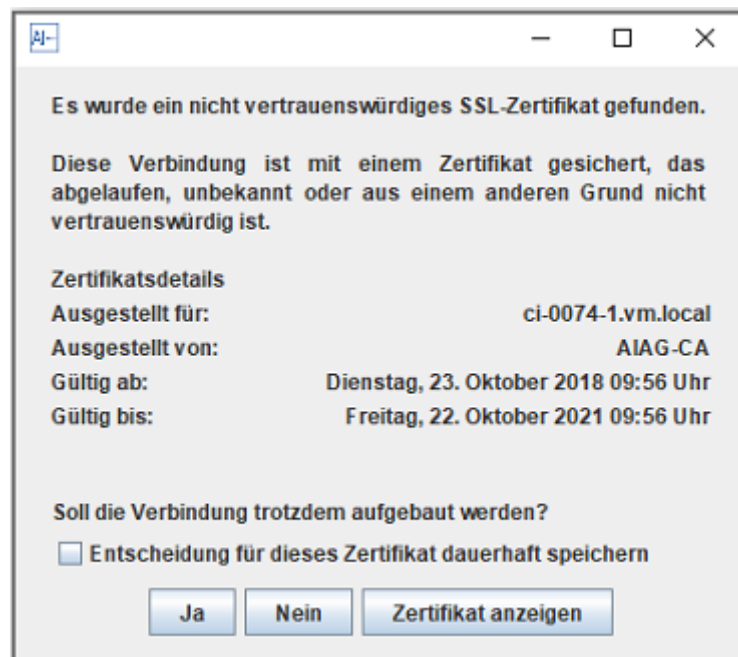 AI-
Es wurde ein nicht vertrauenswürdiges SSL-Zertifikat gefunden.
Diese Verbindung ist mit einem Zertifikat gesichert, das
abgelaufen, unbekannt oder aus einem anderen Grund nicht
vertrauenswürdig ist.
Zertifikatsdetails
Ausgestellt für: ci-0074-1.vm.local
Ausgestellt von: AIAG-CA
Gültig ab: Dienstag, 23. Oktober 2018 09:56 Uhr
Gültig bis: Freitag, 22. Oktober 2021 09:56 Uhr
Soll die Verbindung trotzdem aufgebaut werden?
Entscheidung für dieses Zertifikat dauerhaft speichern
Ja Nein Zertifikat anzeigen